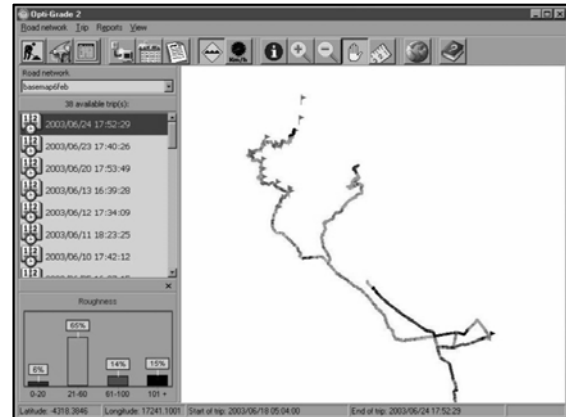 Opti-Grade 2
Road network Trip Reports View
Km/h
Road network
basemap6feb
38 available trip(s):
2003/06/24 17:52:29
2003/06/23 17:40:26
2003/06/20 17:53:49
2003/06/13 16:39:28
2003/06/12 17:34:09
2003/06/11 18:23:25
2003/06/10 17:42:12
Roughness
65%
6% 14% 15%
0-20 21-60 61-100 101 +
Latitude: -4318.3846 Longitude: 17241.1001 Start of trip: 2003/06/18 05:04:00 End of trip: 2003/06/24 17:52:29